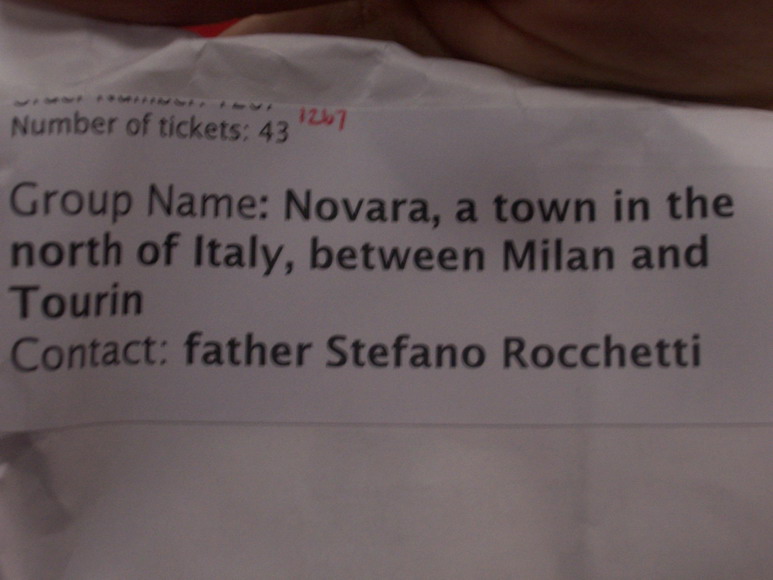 Number of tickets: 43 1267
Group Name: Novara, a town in the
north of Italy, between Milan and
Tourin
Contact: father Stefano Rocchetti